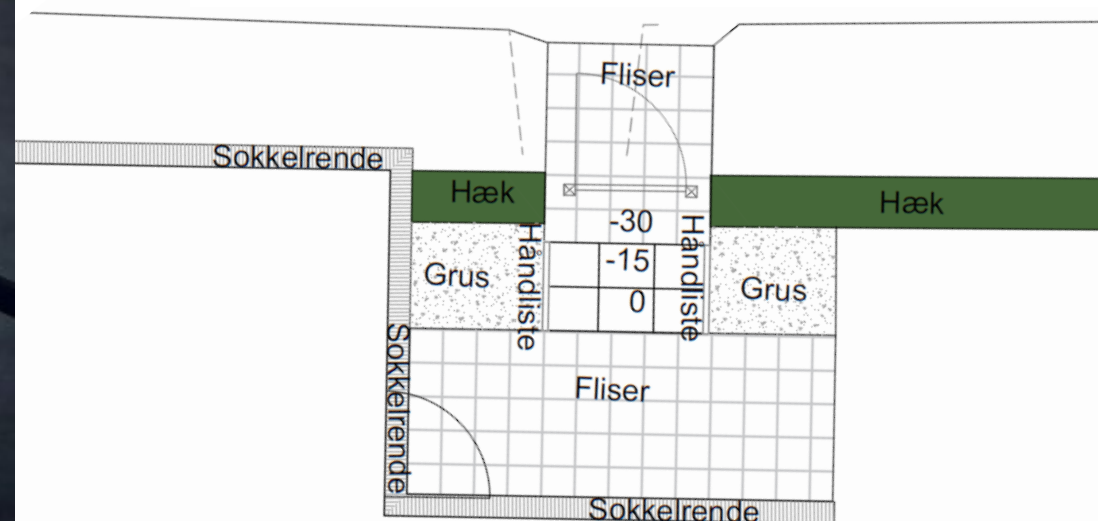 Fliser
Sokkelrende
Hæk
Hæk
-30
Håndliste
Håndliste
-15
Grus
Grus
0
Fliser
Sokkelrende
Sokkelrende